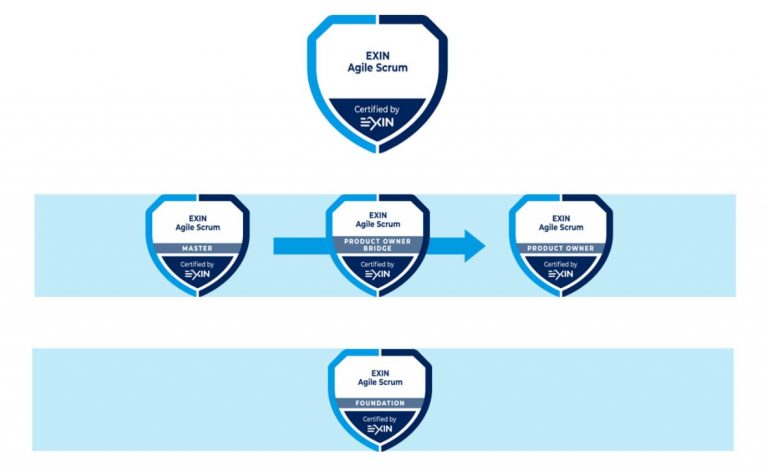 EXIN
Agile Scrum
Certified by
EXIN
EXIN
Agile Scrum
MASTER
Certified by
EXIN
EXIN
Agile Scrum
PRODUCT OWNER
BRIDGE
Certified by
EXIN
EXIN
Agile Scrum
PRODUCT OWNER
Certified by
EXIN
EXIN
Agile Scrum
FOUNDATION
Certified by
EXIN